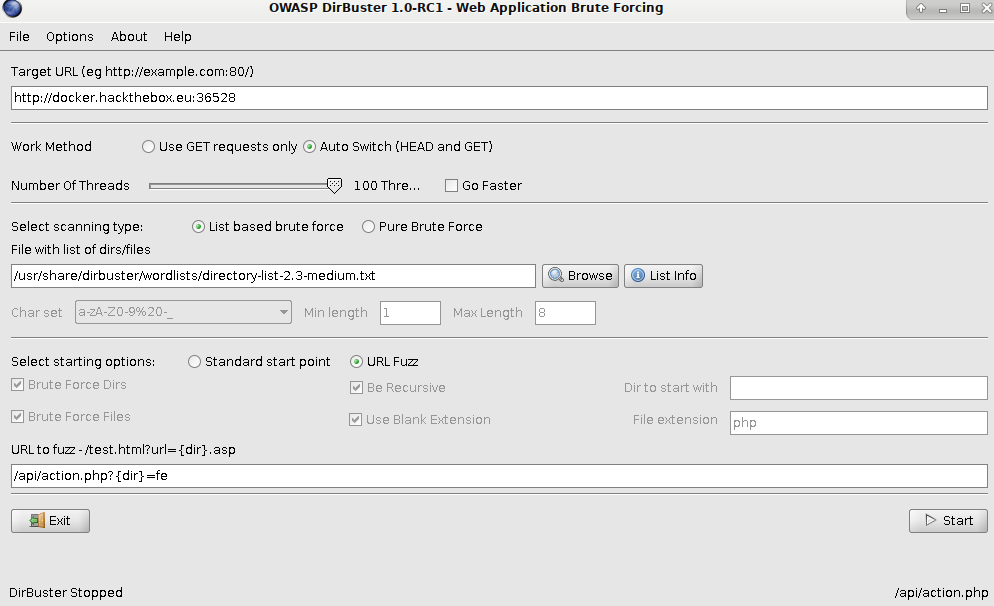 OWASP DirBuster 1.0-RC1 - Web Application Brute Forcing
File Options About Help
Target URL (eg http://example.com:80/)
http://docker.hackthebox.eu:36528
Work Method Use GET requests only Auto Switch (HEAD and GET)
Number Of Threads 100 Thre... Go Faster
Select scanning type: List based brute force Pure Brute Force
File with list of dirs/files
/usr/share/dirbuster/wordlists/directory-list-2.3-medium.txt Browse List Info
Char set a-zA-Z0-9%20-_ Min length 1 Max Length 8
Select starting options: Standard start point URL Fuzz
Brute Force Dirs Be Recursive Dir to start with
Brute Force Files Use Blank Extension File extension php
URL to fuzz - /test.html?url={dir}.asp
/api/action.php?{dir}=fe
Exit Start
DirBuster Stopped /api/action.php